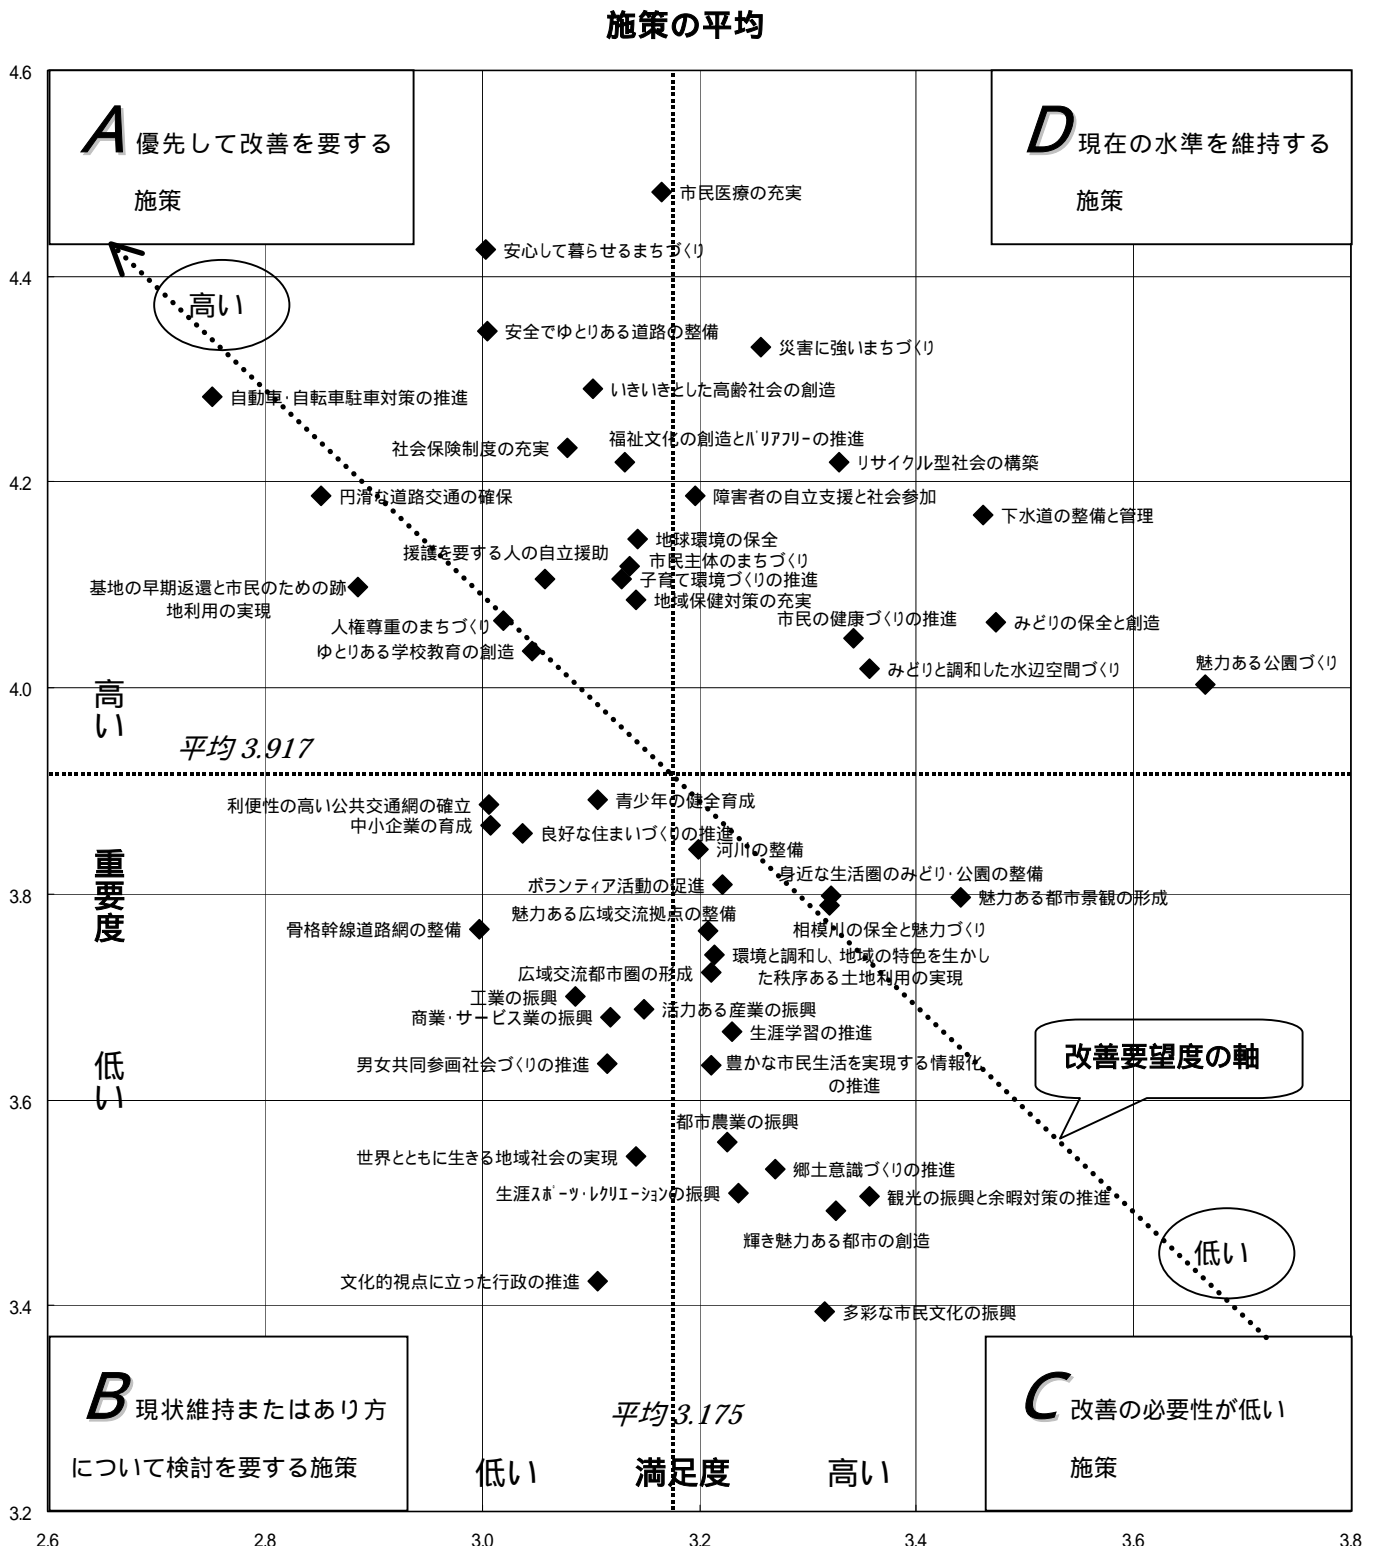 施策の平均
4.6
A 優先して改善を要する
施策
D 現在の水準を維持する
施策
市民医療の充実
安心して暮らせるまちづくり
4.4
高い
安全でゆとりある道路の整備
災害に強いまちづくり
自動車・自転車駐車対策の推進
いきいきとした高齢社会の創造
福祉文化の創造とバリアフリーの推進
社会保険制度の充実
リサイクル型社会の構築
4.2
円滑な道路交通の確保
障害者の自立支援と社会参加
下水道の整備と管理
地球環境の保全
援護を要する人の自立援助
市民主体のまちづくり
子育て環境づくりの推進
基地の早期返還と市民のための跡
地利用の実現
地域保健対策の充実
市民の健康づくりの推進
みどりの保全と創造
人権尊重のまちづくり
ゆとりある学校教育の創造
みどりと調和した水辺空間づくり
魅力ある公園づくり
4.0
高い
平均 3.917
利便性の高い公共交通網の確立
青少年の健全育成
中小企業の育成
良好な住まいづくりの推進
河川の整備
重要度
身近な生活圏のみどり・公園の整備
ボランティア活動の促進
3.8
魅力ある都市景観の形成
魅力ある広域交流拠点の整備
骨格幹線道路網の整備
相模川の保全と魅力づくり
環境と調和し、地域の特色を生かし
た秩序ある土地利用の実現
広域交流都市圏の形成
工業の振興
活力ある産業の振興
商業・サービス業の振興
生涯学習の推進
低い
男女共同参画社会づくりの推進
豊かな市民生活を実現する情報化
の推進
改善要望度の軸
3.6
都市農業の振興
世界とともに生きる地域社会の実現
郷土意識づくりの推進
生涯スポーツ・レクリエーションの振興
観光の振興と余暇対策の推進
輝き魅力ある都市の創造
低い
文化的視点に立った行政の推進
3.4
多彩な市民文化の振興
B 現状維持またはあり方
について検討を要する施策
平均 3.175
C 改善の必要性が低い
施策
低い 満足度 高い
3.2
2.6 2.8 3.0 3.2 3.4 3.6 3.8